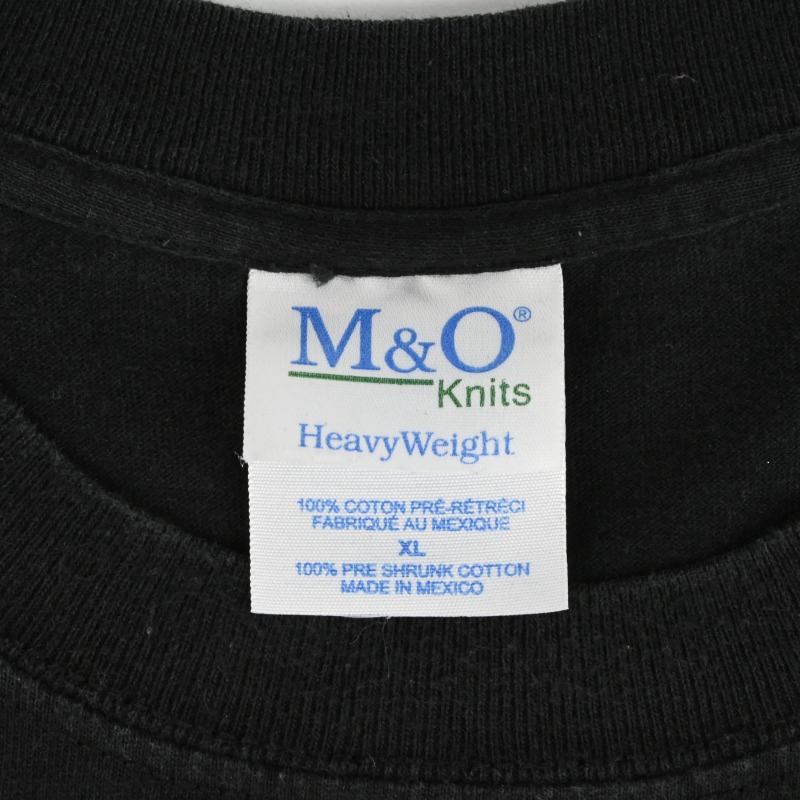 M&O®
Knits
HeavyWeight
100% COTON PRÉ-RÉTRÉCI
FABRIQUÉ AU MEXIQUE
XL
100% PRE SHRUNK COTTON
MADE IN MEXICO